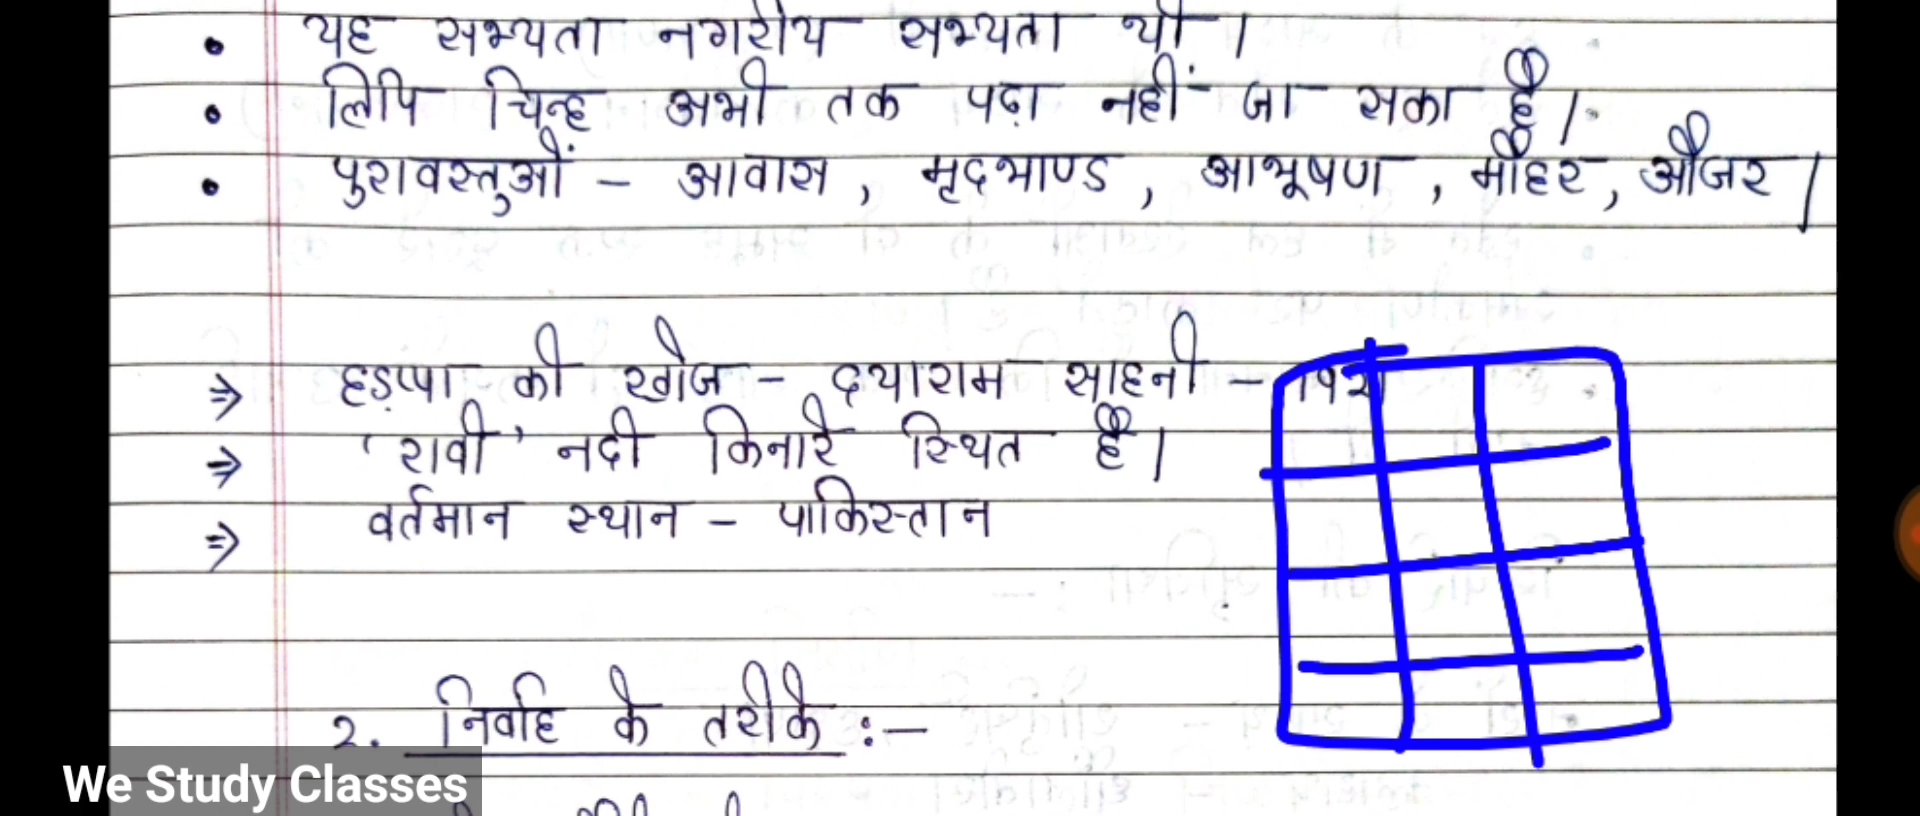 यह सभ्यता नगरीय सभ्यता थी।
लिपि चिन्ह अभी तक पढ़ा नहीं जा सका है।
पुरावस्तुओं – आवास, मृदभाण्ड, आभूषण, मोहर, औजर।
⇒ हड़प्पा की खोज – दयाराम साहनी –
⇒ 'रावी' नदी किनारे स्थित है।
⇒ वर्तमान स्थान – पाकिस्तान
2. निर्वाह के तरीके :–
We Study Classes